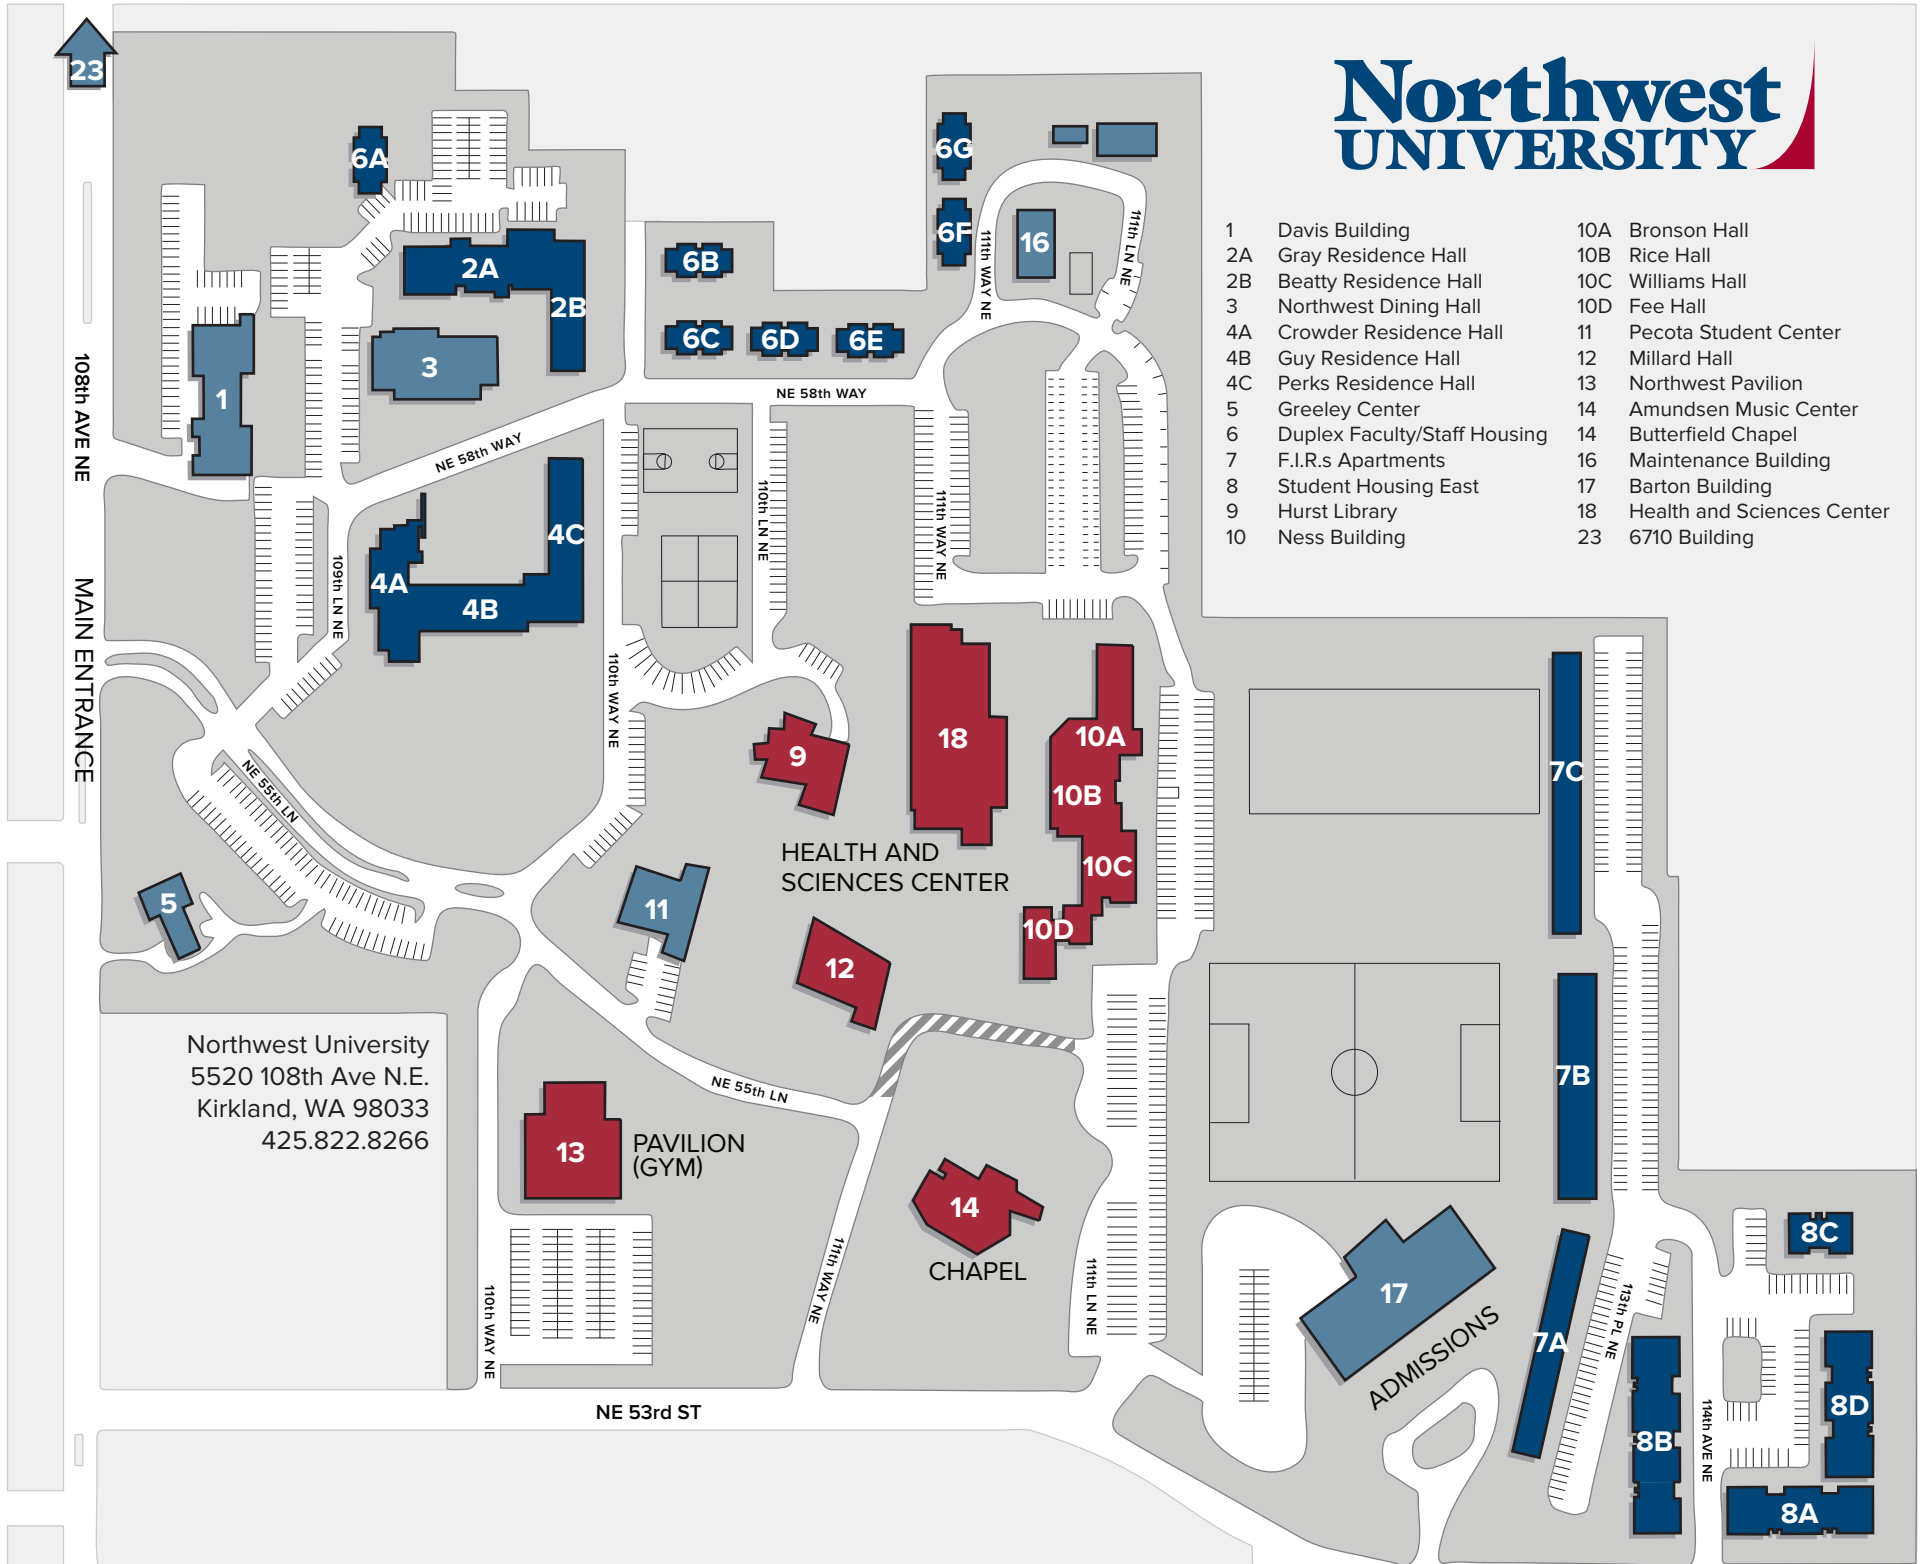 23
Northwest
UNIVERSITY
1 Davis Building
2A Gray Residence Hall
2B Beatty Residence Hall
3 Northwest Dining Hall
4A Crowder Residence Hall
4B Guy Residence Hall
4C Perks Residence Hall
5 Greeley Center
6 Duplex Faculty/Staff Housing
7 F.I.R.s Apartments
8 Student Housing East
9 Hurst Library
10 Ness Building
10A Bronson Hall
10B Rice Hall
10C Williams Hall
10D Fee Hall
11 Pecota Student Center
12 Millard Hall
13 Northwest Pavilion
14 Amundsen Music Center
14 Butterfield Chapel
16 Maintenance Building
17 Barton Building
18 Health and Sciences Center
23 6710 Building
6A
6G
6F
16
111th WAY NE
111th LN NE
2A
2B
6B
6C
6D
6E
3
1
108th AVE NE
NE 58th WAY
NE 58th WAY
110th LN NE
111th WAY NE
4A
4B
4C
109th LN NE
MAIN ENTRANCE
110th WAY NE
9
18
10A
10B
10C
10D
7C
NE 55th LN
HEALTH AND
SCIENCES CENTER
5
11
12
Northwest University
5520 108th Ave N.E.
Kirkland, WA 98033
425.822.8266
NE 55th LN
7B
13
PAVILION
(GYM)
14
CHAPEL
110th WAY NE
111th WAY NE
111th LN NE
17
ADMISSIONS
7A
113th PL NE
8C
8B
114th AVE NE
8D
8A
NE 53rd ST